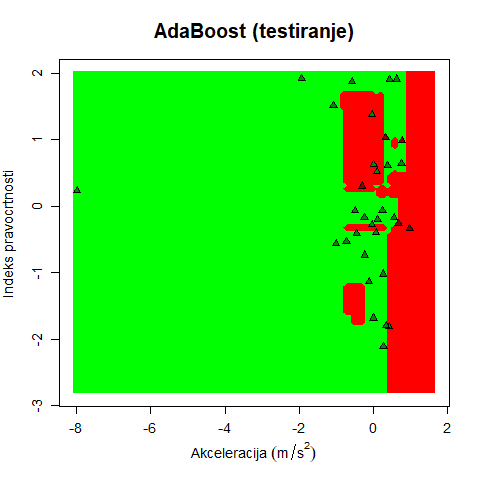 AdaBoost (testiranje)
Indeks pravocrtnosti
2
1
0
-1
-2
-3
-8 -6 -4 -2 0 2
Akceleracija (m/s²)